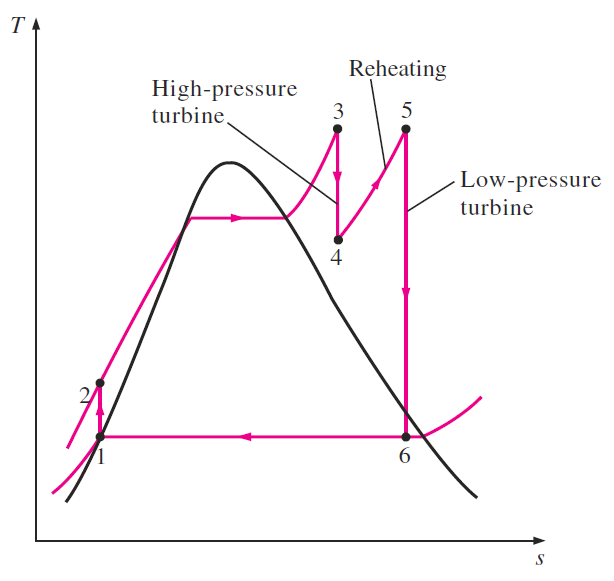 T
Reheating
High-pressure
turbine
3
5
Low-pressure
turbine
4
2
1
6
s